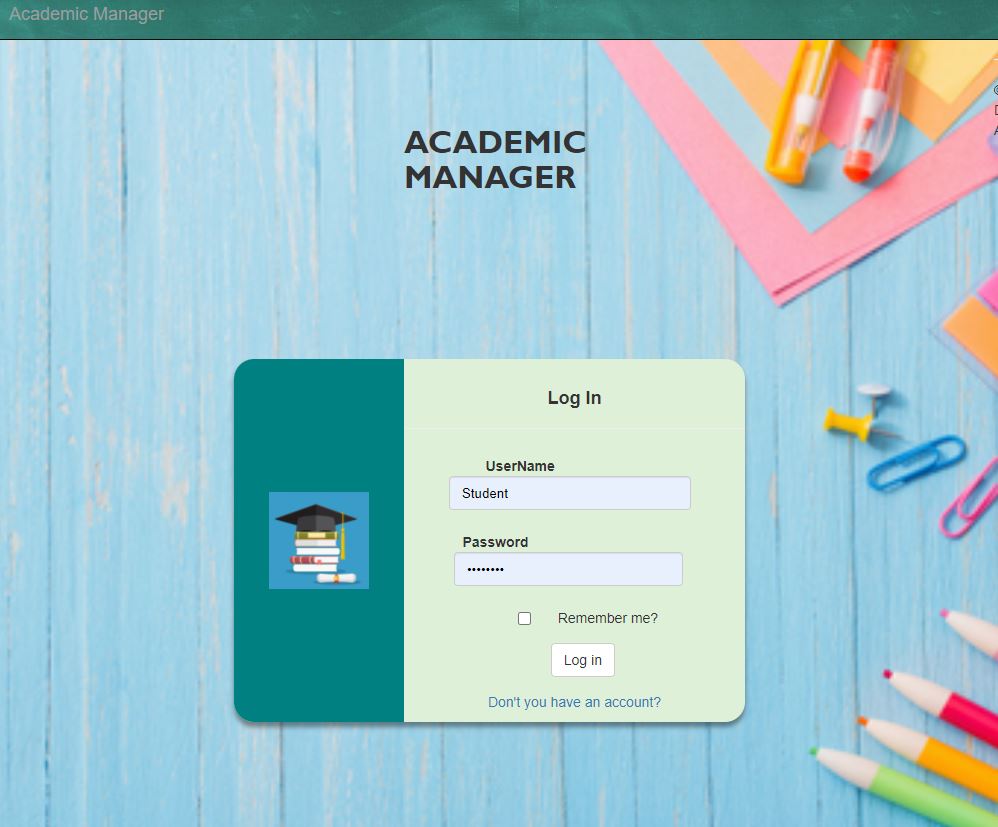 Academic Manager
ACADEMIC
MANAGER
Log In
UserName
Student
Password
••••••••
Remember me?
Log in
Don't you have an account?